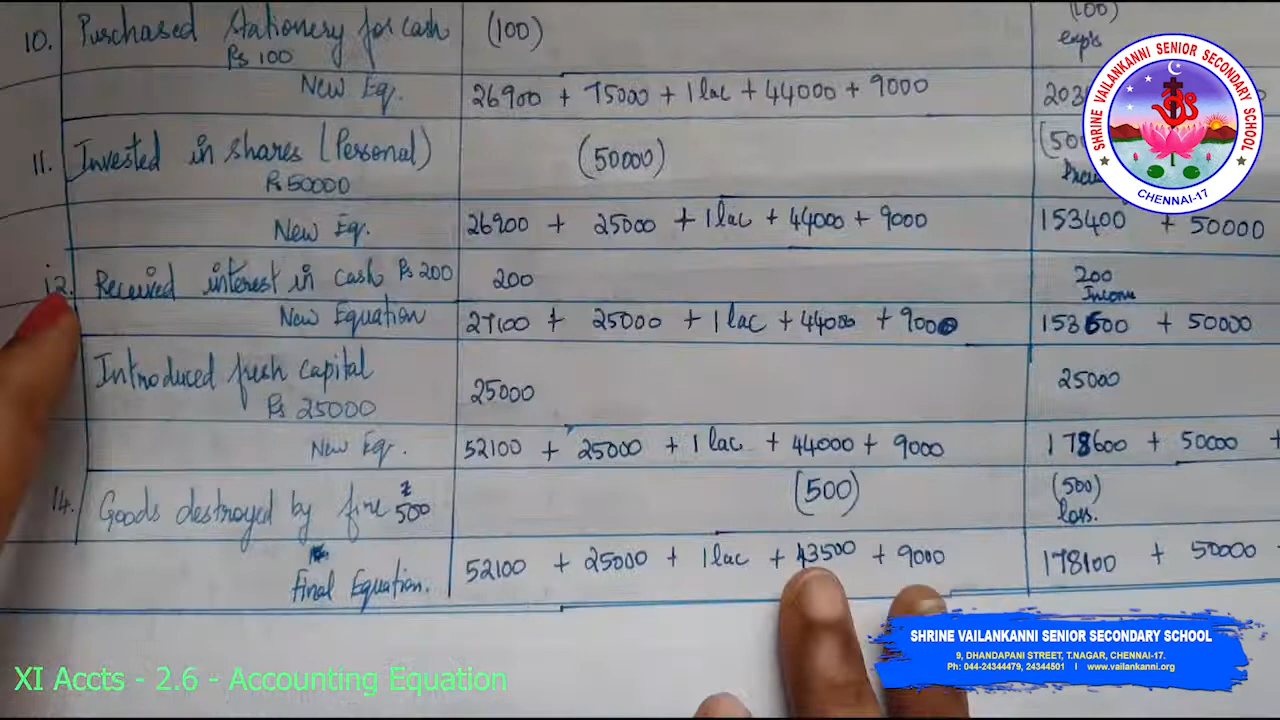 (100)
10. Purchased stationery for cash (100) exp's
Rs 100
New Eq. 26900 + 75000 + 1 lac + 44000 + 9000 203
11. Invested in shares (Personal) (50000)
Rs 50000
New Eq. 26900 + 25000 + 1 lac + 44000 + 9000 153400 + 50000
12. Received interest in cash Rs 200 200 200
Income
New Equation 27100 + 25000 + 1 lac + 44000 + 9000 153600 + 50000
Introduced fresh capital 25000 25000
Rs 25000
New Eq. 52100 + 25000 + 1 lac + 44000 + 9000 178600 + 50000 +
14. Goods destroyed by fire 500 (500) (500)
loss.
Final Equation. 52100 + 25000 + 1 lac + 43500 + 9000 178100 + 50000 +
SHRINE VAILANKANNI SENIOR SECONDARY SCHOOL
CHENNAI-17
SHRINE VAILANKANNI SENIOR SECONDARY SCHOOL
9, DHANDAPANI STREET, T.NAGAR, CHENNAI-17.
Ph: 044-24344479, 24344501 I www.vailankanni.org
XI Accts - 2.6 - Accounting Equation